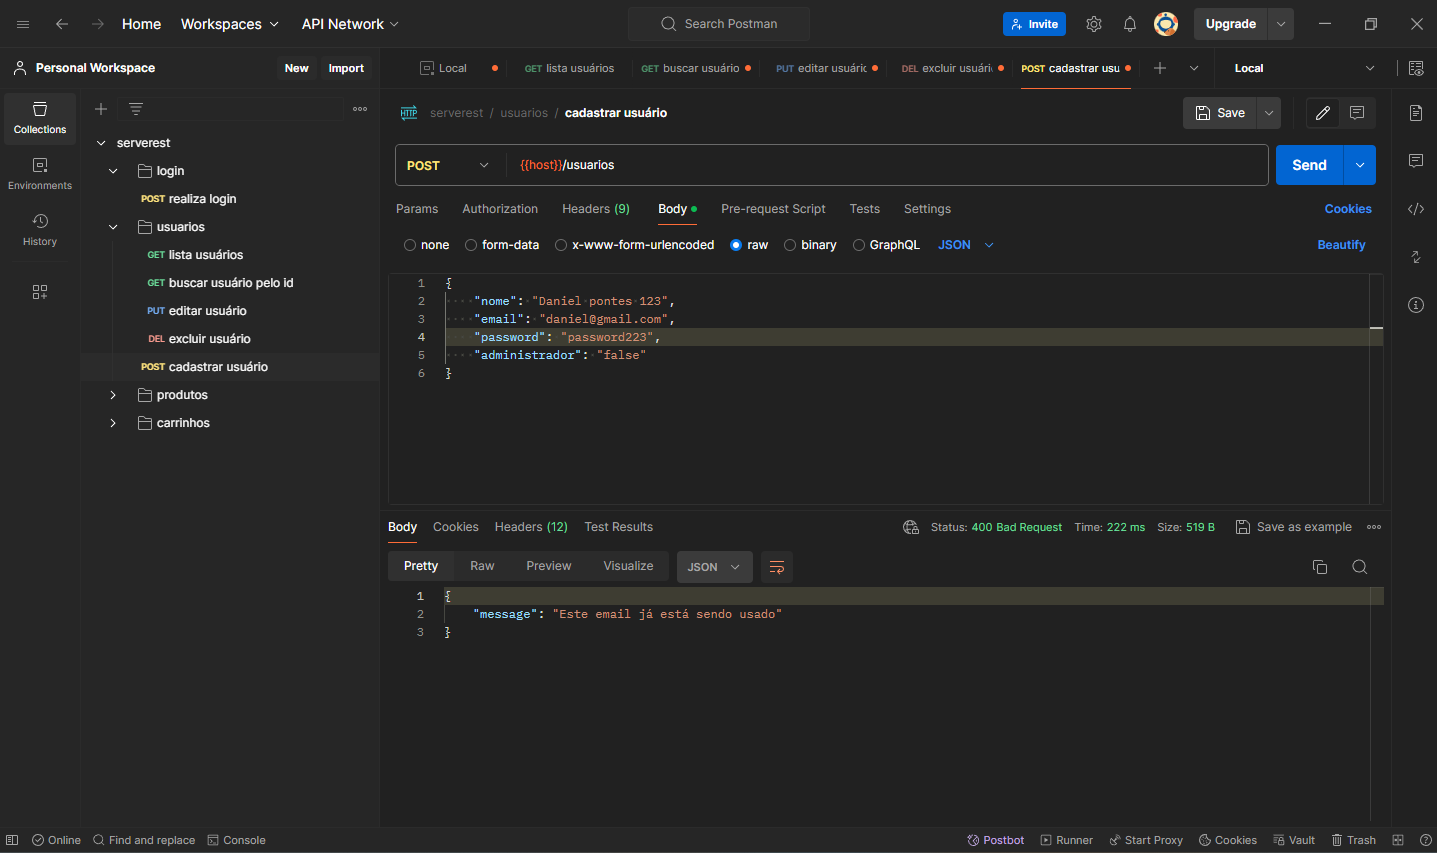 Home Workspaces API Network Search Postman Invite Upgrade
Personal Workspace New Import
Local GET lista usuários GET buscar usuário PUT editar usuári DEL excluir usuári POST cadastrar usu Local
Collections
Environments
History
serverest
login
POST realiza login
usuarios
GET lista usuários
GET buscar usuário pelo id
PUT editar usuário
DEL excluir usuário
POST cadastrar usuário
produtos
carrinhos
HTTP serverest / usuarios / cadastrar usuário Save
POST {{host}}/usuarios Send
Params Authorization Headers (9) Body Pre-request Script Tests Settings Cookies
none form-data x-www-form-urlencoded raw binary GraphQL JSON Beautify
1 {
2 "nome": "Daniel pontes 123",
3 "email": "daniel@gmail.com",
4 "password": "password223",
5 "administrador": "false"
6 }
Body Cookies Headers (12) Test Results Status: 400 Bad Request Time: 222 ms Size: 519 B Save as example
Pretty Raw Preview Visualize JSON
1 {
2 "message": "Este email já está sendo usado"
3 }
Online Find and replace Console Postbot Runner Start Proxy Cookies Vault Trash